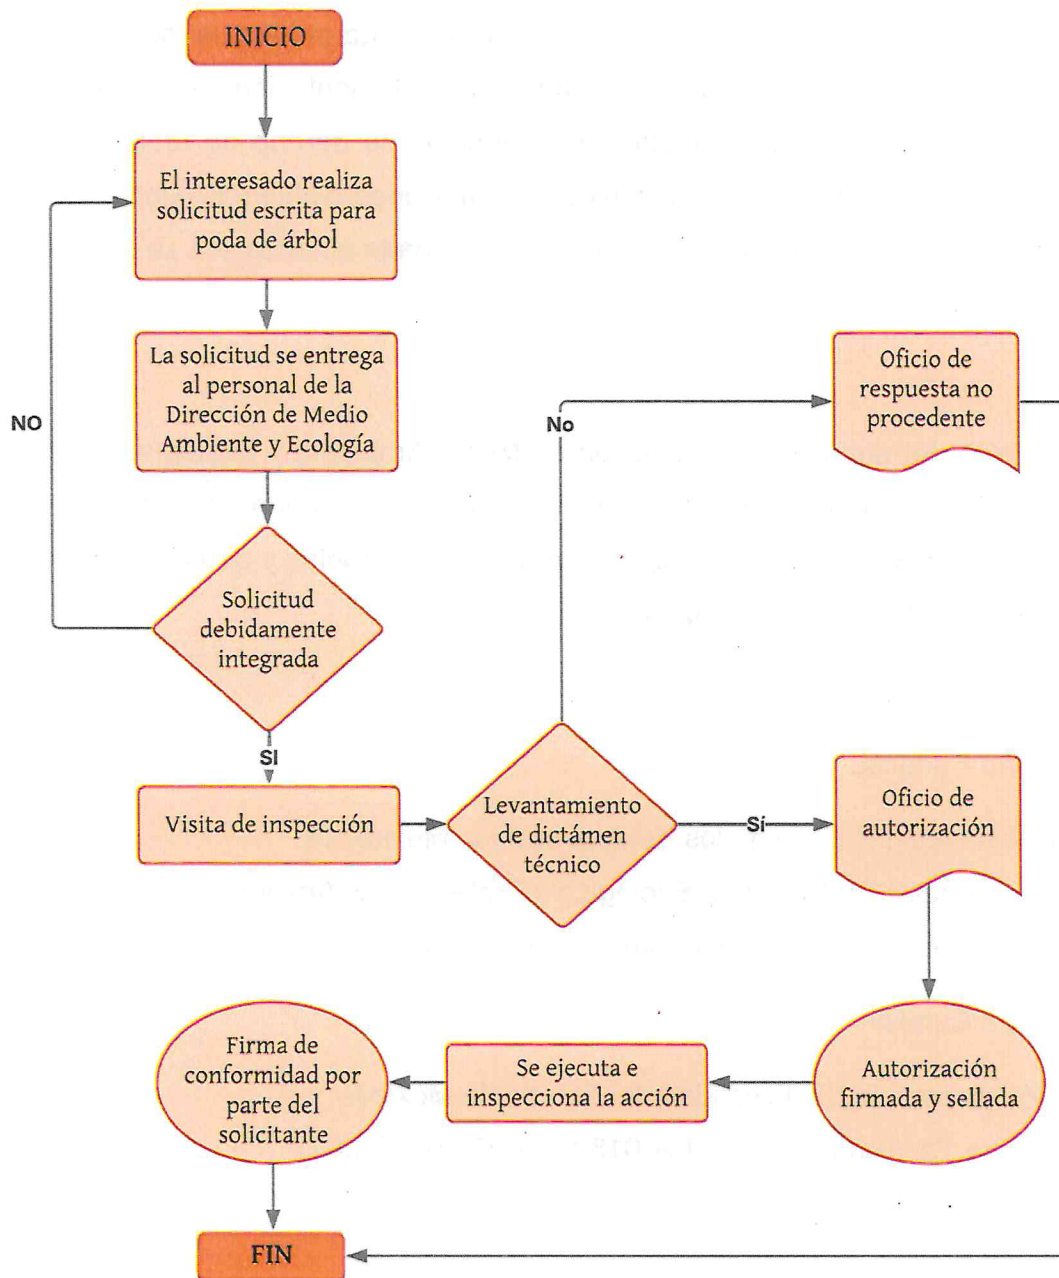 INICIO
El interesado realiza
solicitud escrita para
poda de árbol
La solicitud se entrega
al personal de la
Dirección de Medio
Ambiente y Ecología
NO
Solicitud
debidamente
integrada
SI
Visita de inspección
Levantamiento
de dictámen
técnico
No
Oficio de
respuesta no
procedente
Sí
Oficio de
autorización
Autorización
firmada y sellada
Se ejecuta e
inspecciona la acción
Firma de
conformidad por
parte del
solicitante
FIN